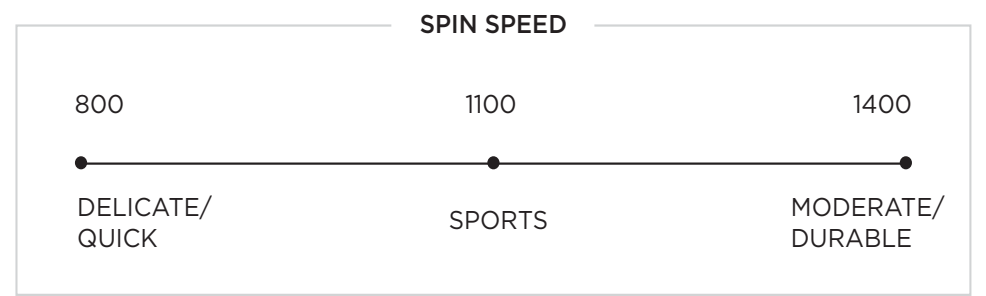 SPIN SPEED
800
1100
1400
DELICATE/
QUICK
SPORTS
MODERATE/
DURABLE